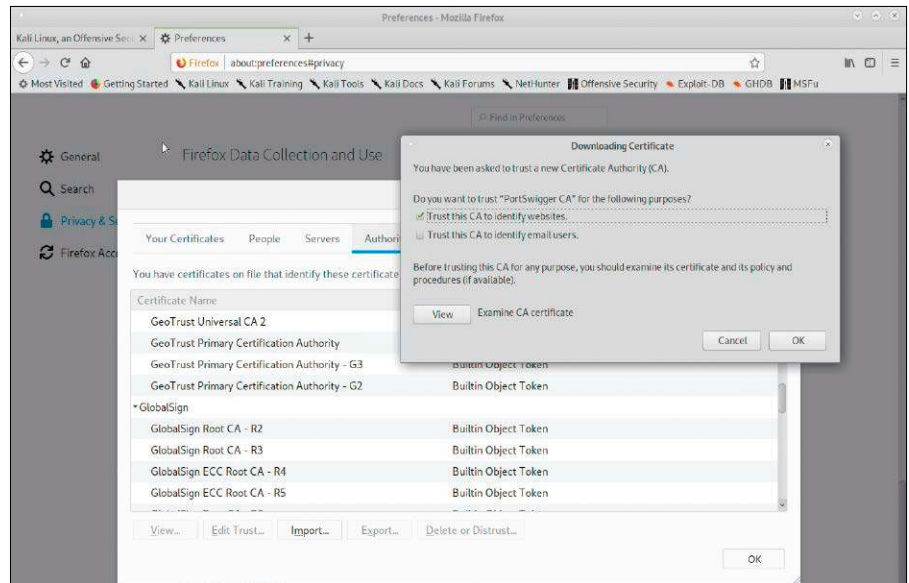 Preferences - Mozilla Firefox
Kali Linux, an Offensive Sec
Preferences
Firefox about:preferences#privacy
Most Visited Getting Started Kali Linux Kali Training Kali Tools Kali Docs Kali Forums NetHunter Offensive Security Exploit-DB GHDB MSFu
Find in Preferences
General
Firefox Data Collection and Use
Search
Privacy & Se
Firefox Acco
Downloading Certificate
You have been asked to trust a new Certificate Authority (CA).
Do you want to trust "PortSwigger CA" for the following purposes?
Trust this CA to identify websites.
Trust this CA to identify email users.
Before trusting this CA for any purpose, you should examine its certificate and its policy and
procedures (if available).
View
Examine CA certificate
Cancel
OK
Your Certificates People Servers Authori
You have certificates on file that identify these certificate
Certificate Name
GeoTrust Universal CA 2
GeoTrust Primary Certification Authority
GeoTrust Primary Certification Authority - G3 Builtin Object Token
GeoTrust Primary Certification Authority - G2 Builtin Object Token
GlobalSign
GlobalSign Root CA - R2 Builtin Object Token
GlobalSign Root CA - R3 Builtin Object Token
GlobalSign ECC Root CA - R4 Builtin Object Token
GlobalSign ECC Root CA - R5 Builtin Object Token
View... Edit Trust... Import... Export... Delete or Distrust...
OK